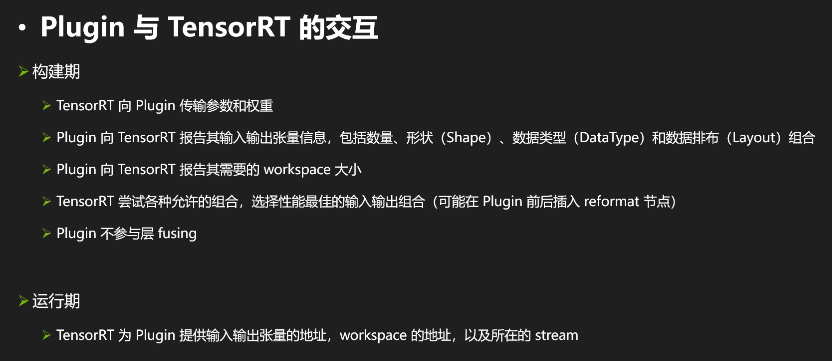 • Plugin 与 TensorRT 的交互
构建期
TensorRT 向 Plugin 传输参数和权重
Plugin 向 TensorRT 报告其输入输出张量信息，包括数量、形状（Shape）、数据类型（DataType）和数据排布（Layout）组合
Plugin 向 TensorRT 报告其需要的 workspace 大小
TensorRT 尝试各种允许的组合，选择性能最佳的输入输出组合（可能在 Plugin 前后插入 reformat 节点）
Plugin 不参与层 fusing
运行期
TensorRT 为 Plugin 提供输入输出张量的地址，workspace 的地址，以及所在的 stream